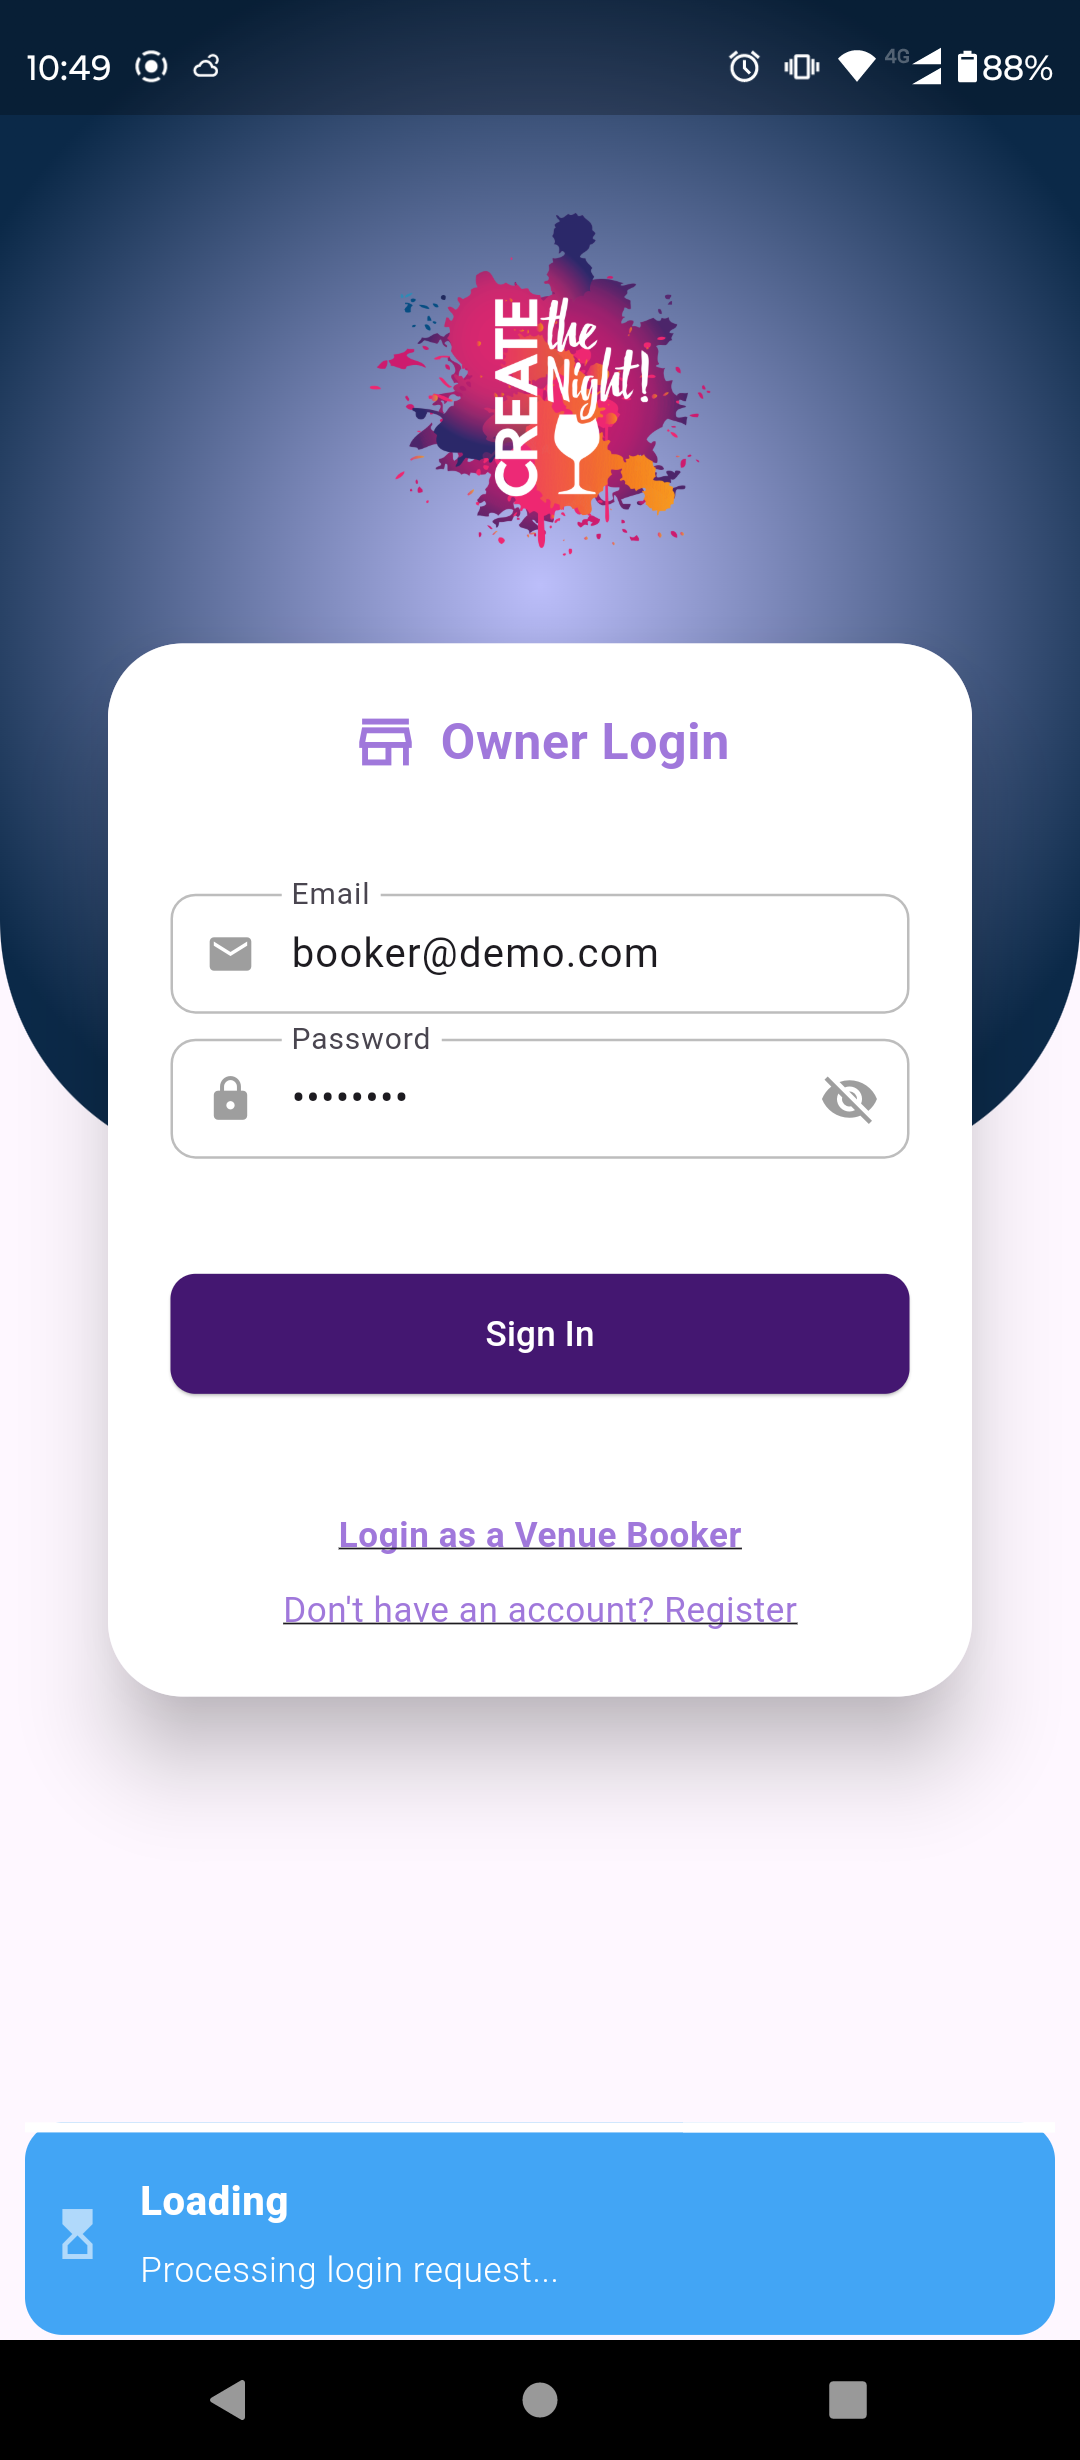 10:49
4G
88%
CREATE
the
Night!
Owner Login
Email
booker@demo.com
Password
••••••••
Sign In
Login as a Venue Booker
Don't have an account? Register
Loading
Processing login request...